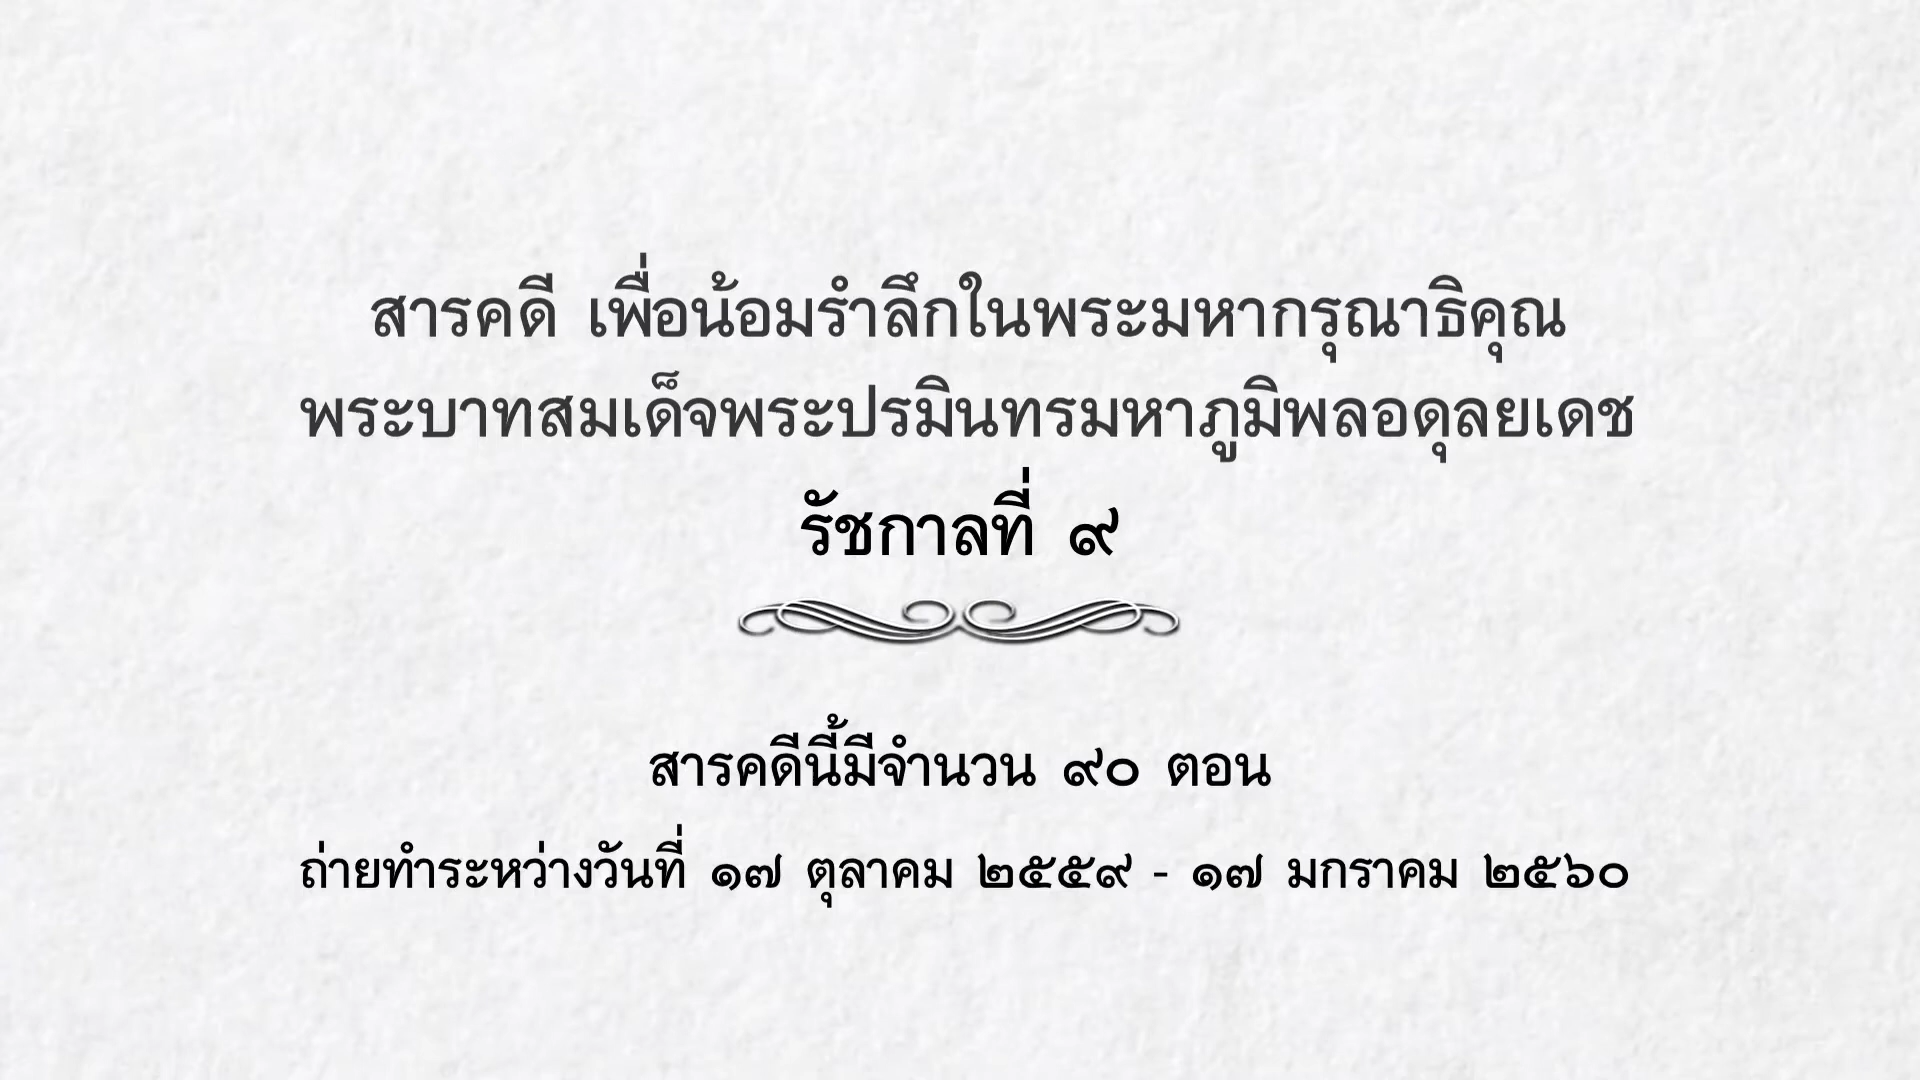 สารคดี เพื่อน้อมรำลึกในพระมหากรุณาธิคุณ
พระบาทสมเด็จพระปรมินทรมหาภูมิพลอดุลยเดช
รัชกาลที่ ๙
สารคดีนี้มีจำนวน ๙๐ ตอน
ถ่ายทำระหว่างวันที่ ๑๗ ตุลาคม ๒๕๕๙ - ๑๗ มกราคม ๒๕๖๐